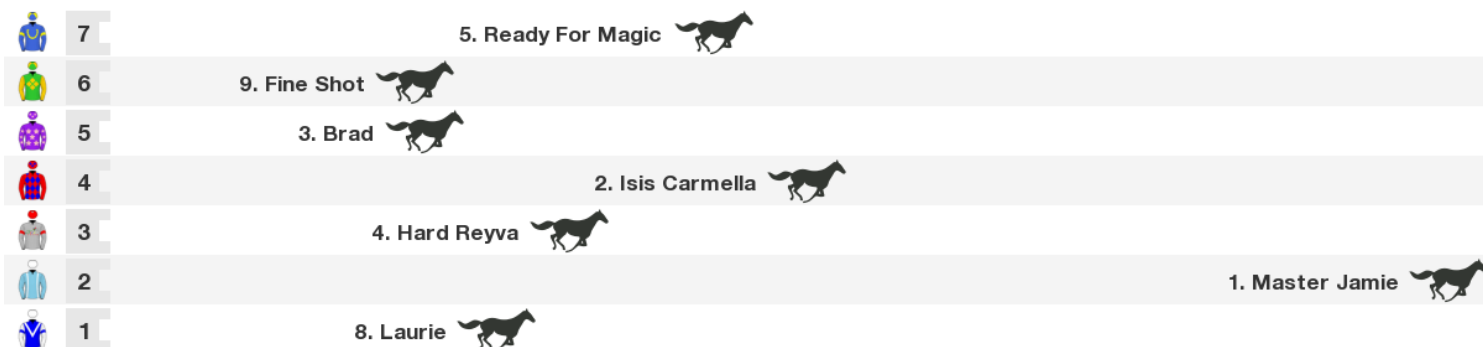 7 5. Ready For Magic
6 9. Fine Shot
5 3. Brad
4 2. Isis Carmella
3 4. Hard Reyva
2 1. Master Jamie
1 8. Laurie